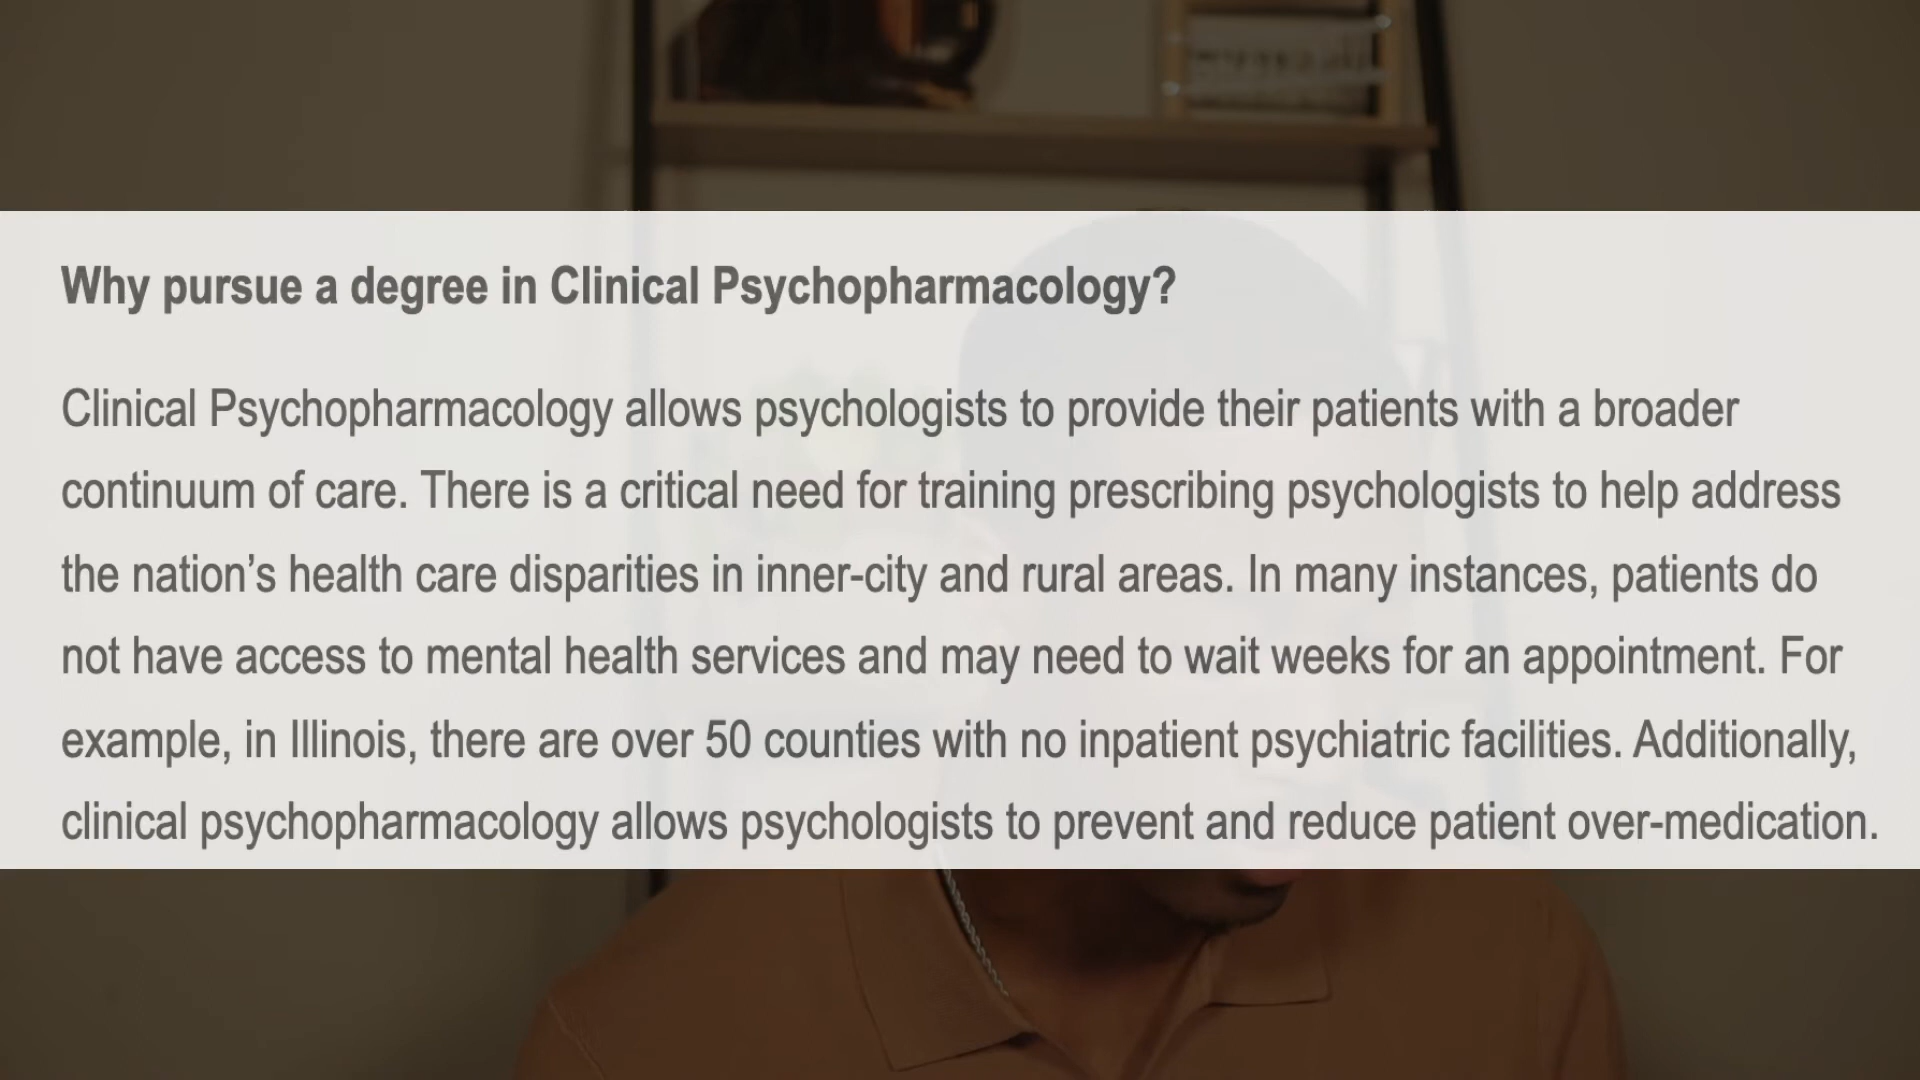 Why pursue a degree in Clinical Psychopharmacology?
Clinical Psychopharmacology allows psychologists to provide their patients with a broader
continuum of care. There is a critical need for training prescribing psychologists to help address
the nation’s health care disparities in inner-city and rural areas. In many instances, patients do
not have access to mental health services and may need to wait weeks for an appointment. For
example, in Illinois, there are over 50 counties with no inpatient psychiatric facilities. Additionally,
clinical psychopharmacology allows psychologists to prevent and reduce patient over-medication.